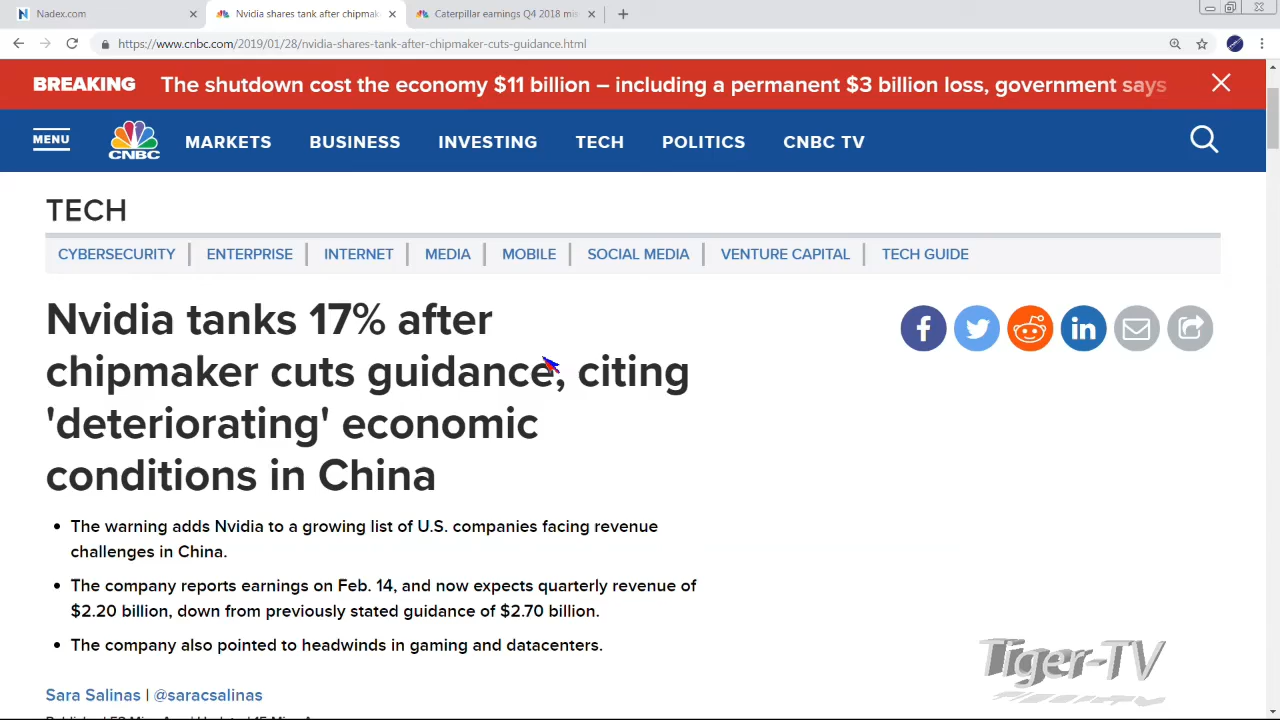 Nadex.com
Nvidia shares tank after chipmak
Caterpillar earnings Q4 2018 mis
https://www.cnbc.com/2019/01/28/nvidia-shares-tank-after-chipmaker-cuts-guidance.html
BREAKING The shutdown cost the economy $11 billion – including a permanent $3 billion loss, government says
MENU CNBC MARKETS BUSINESS INVESTING TECH POLITICS CNBC TV
TECH
CYBERSECURITY ENTERPRISE INTERNET MEDIA MOBILE SOCIAL MEDIA VENTURE CAPITAL TECH GUIDE
Nvidia tanks 17% after
chipmaker cuts guidance, citing
'deteriorating' economic
conditions in China
• The warning adds Nvidia to a growing list of U.S. companies facing revenue
challenges in China.
• The company reports earnings on Feb. 14, and now expects quarterly revenue of
$2.20 billion, down from previously stated guidance of $2.70 billion.
• The company also pointed to headwinds in gaming and datacenters.
Sara Salinas | @saracsalinas
Tiger-TV